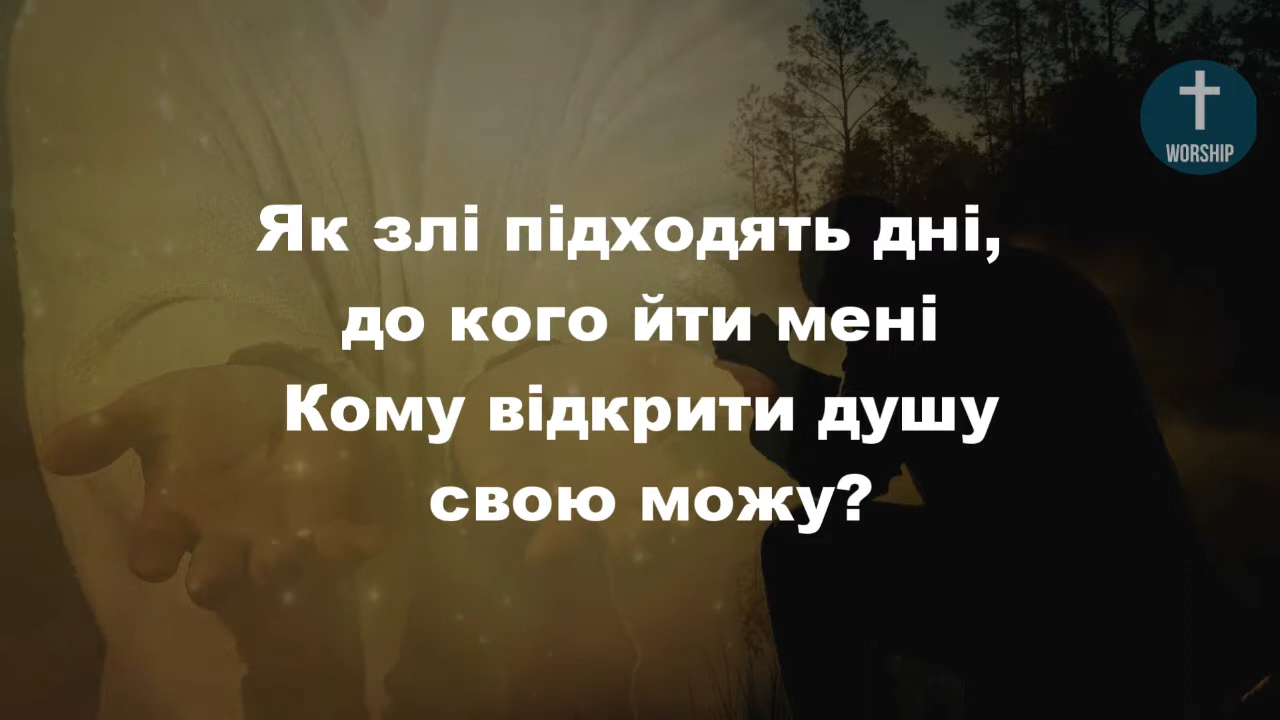 WORSHIP
Як злі підходять дні,
до кого йти мені
Кому відкрити душу
свою можу?